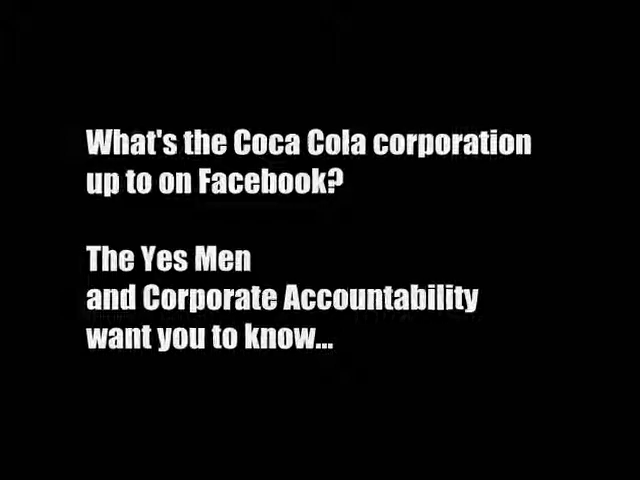 What's the Coca Cola corporation
up to on Facebook?
The Yes Men
and Corporate Accountability
want you to know...